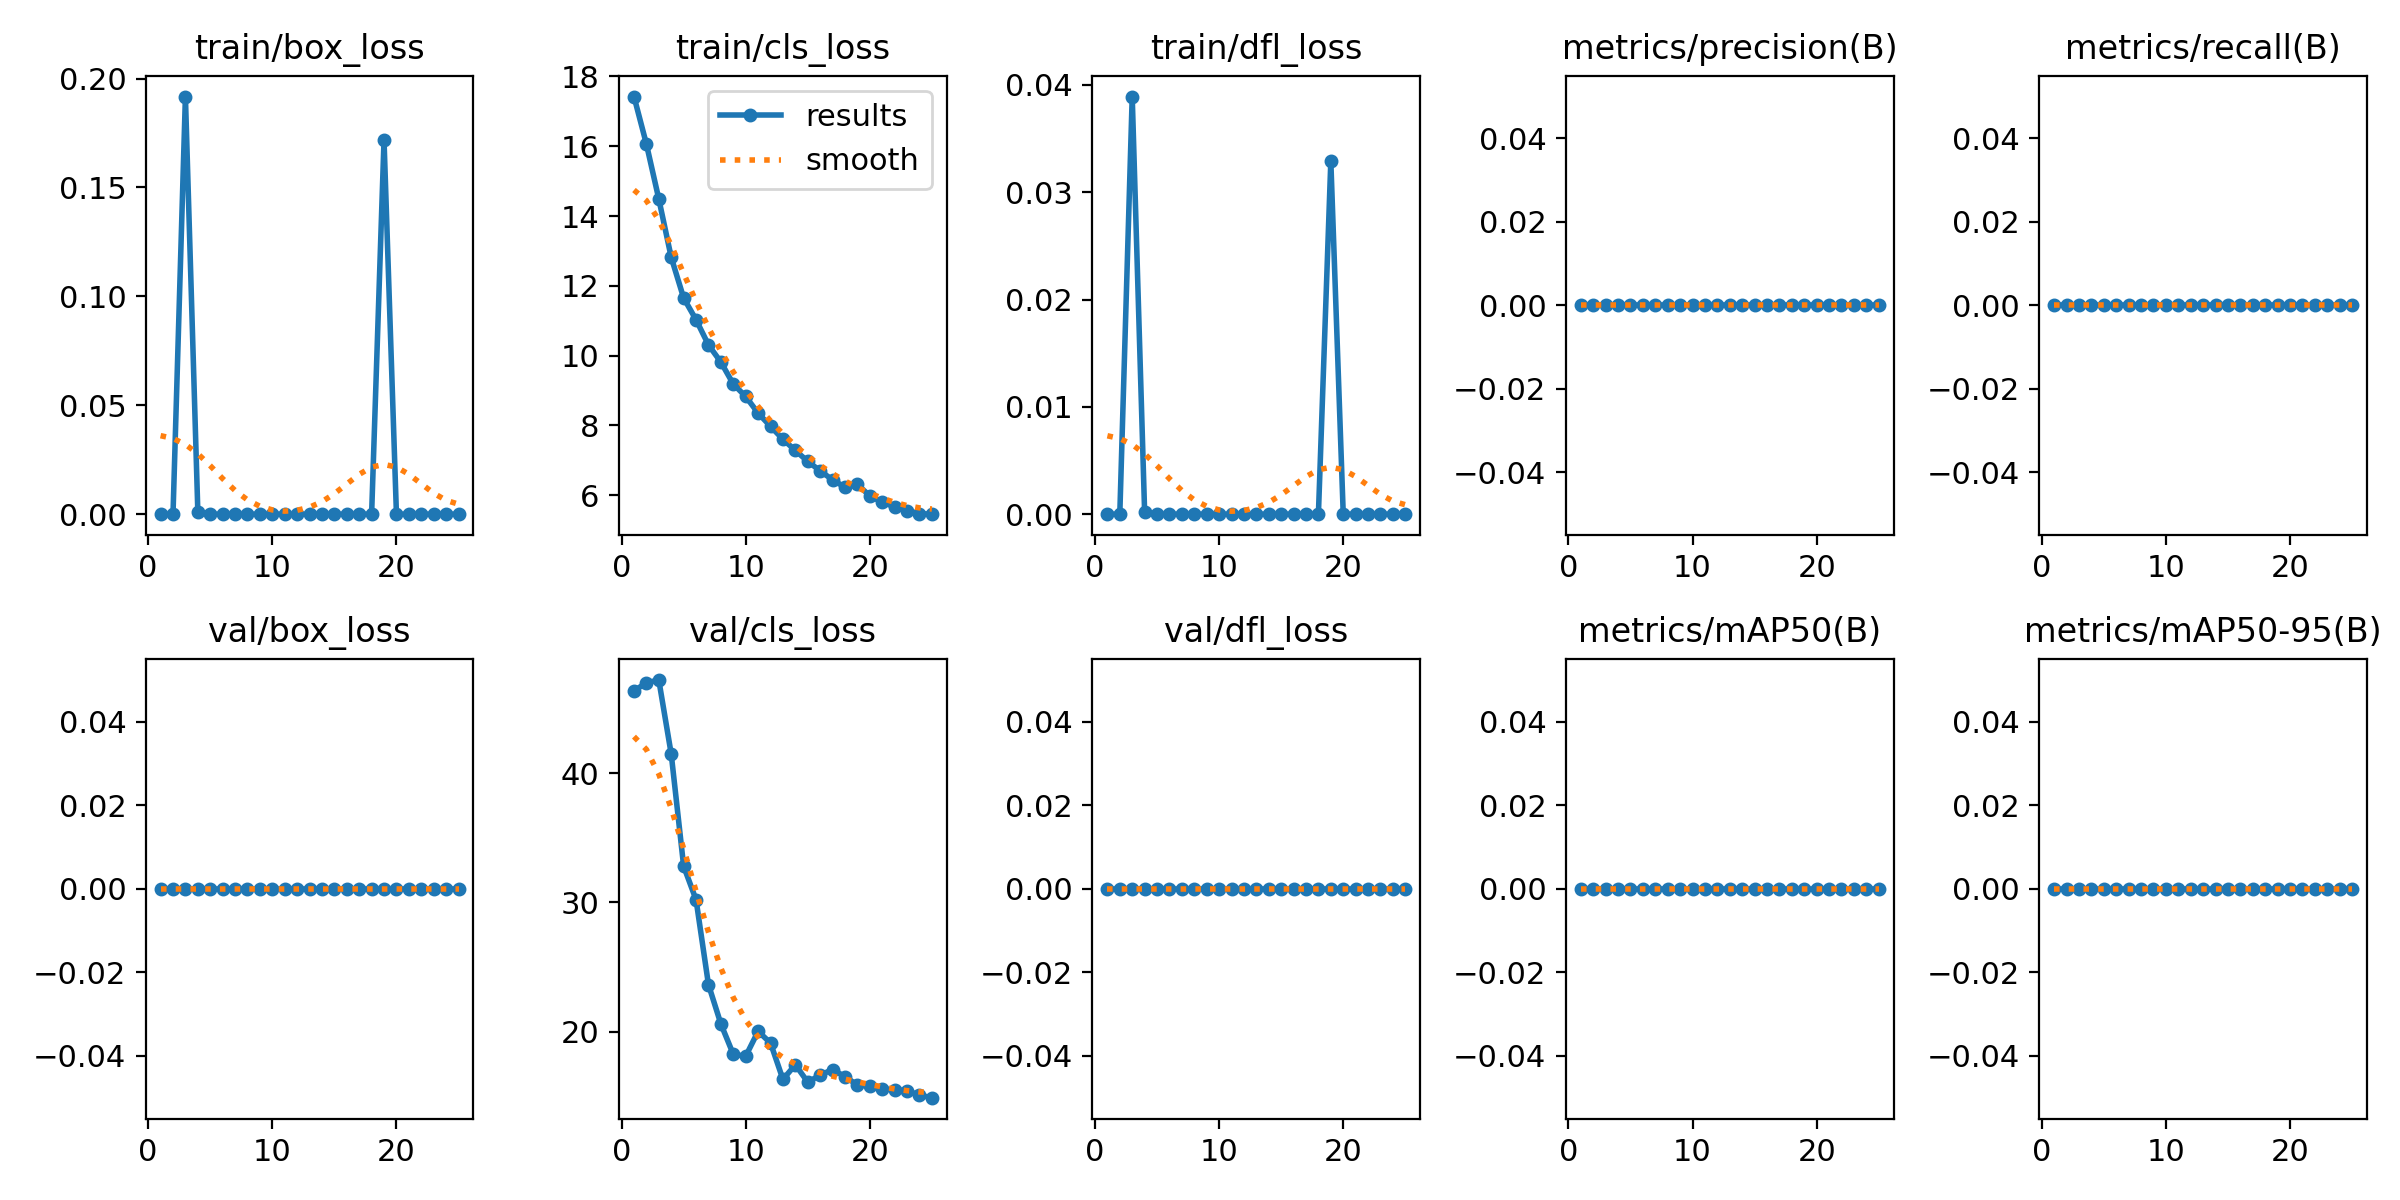 train/box_loss
0.20
0.15
0.10
0.05
0.00
0 10 20
train/cls_loss
18
16
14
12
10
8
6
results
smooth
0 10 20
train/dfl_loss
0.04
0.03
0.02
0.01
0.00
0 10 20
metrics/precision(B)
0.04
0.02
0.00
−0.02
−0.04
0 10 20
metrics/recall(B)
0.04
0.02
0.00
−0.02
−0.04
0 10 20
val/box_loss
0.04
0.02
0.00
−0.02
−0.04
0 10 20
val/cls_loss
40
30
20
0 10 20
val/dfl_loss
0.04
0.02
0.00
−0.02
−0.04
0 10 20
metrics/mAP50(B)
0.04
0.02
0.00
−0.02
−0.04
0 10 20
metrics/mAP50-95(B)
0.04
0.02
0.00
−0.02
−0.04
0 10 20